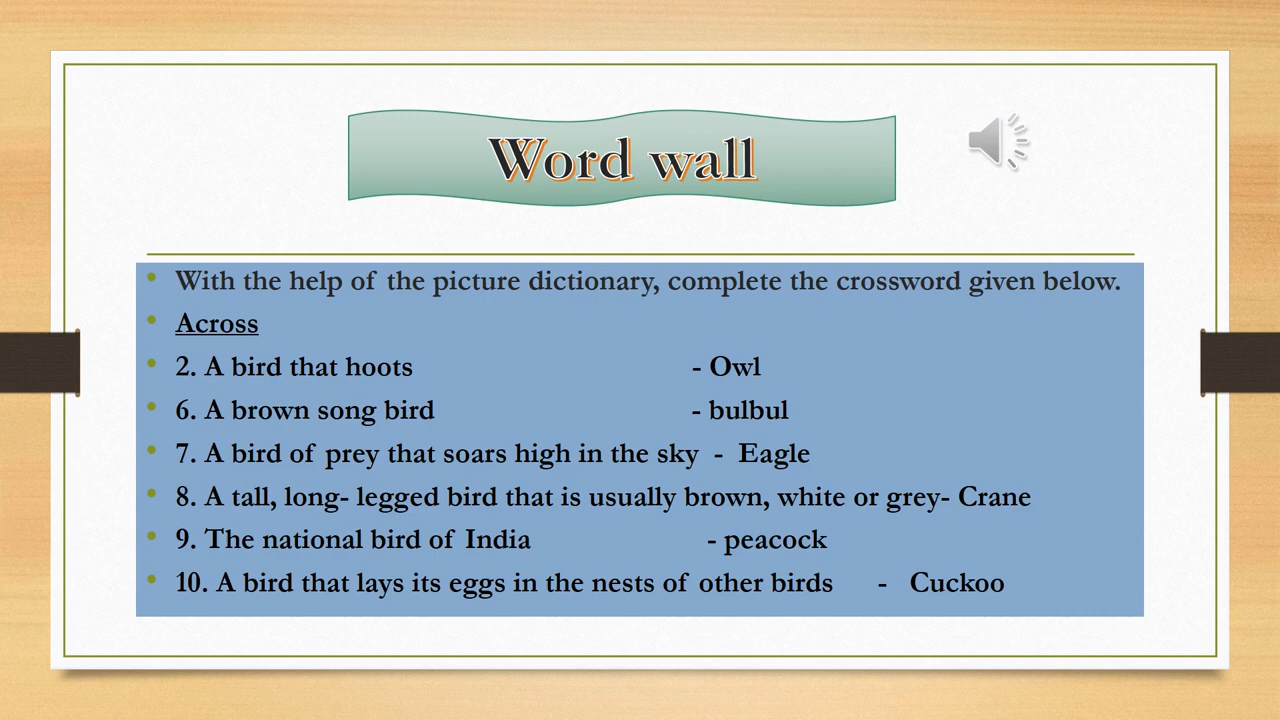 Word wall
• With the help of the picture dictionary, complete the crossword given below.
• Across
• 2. A bird that hoots - Owl
• 6. A brown song bird - bulbul
• 7. A bird of prey that soars high in the sky - Eagle
• 8. A tall, long- legged bird that is usually brown, white or grey- Crane
• 9. The national bird of India - peacock
• 10. A bird that lays its eggs in the nests of other birds - Cuckoo